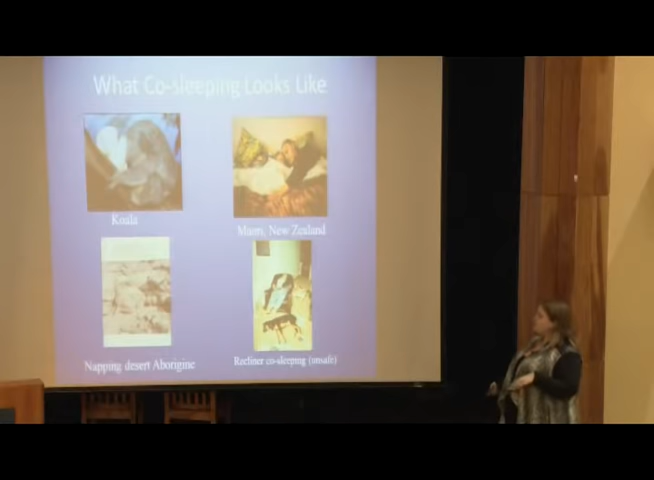 What Co-sleeping Looks Like
Koala
Maori, New Zealand
Napping desert Aborigine
Recliner co-sleeping (unsafe)